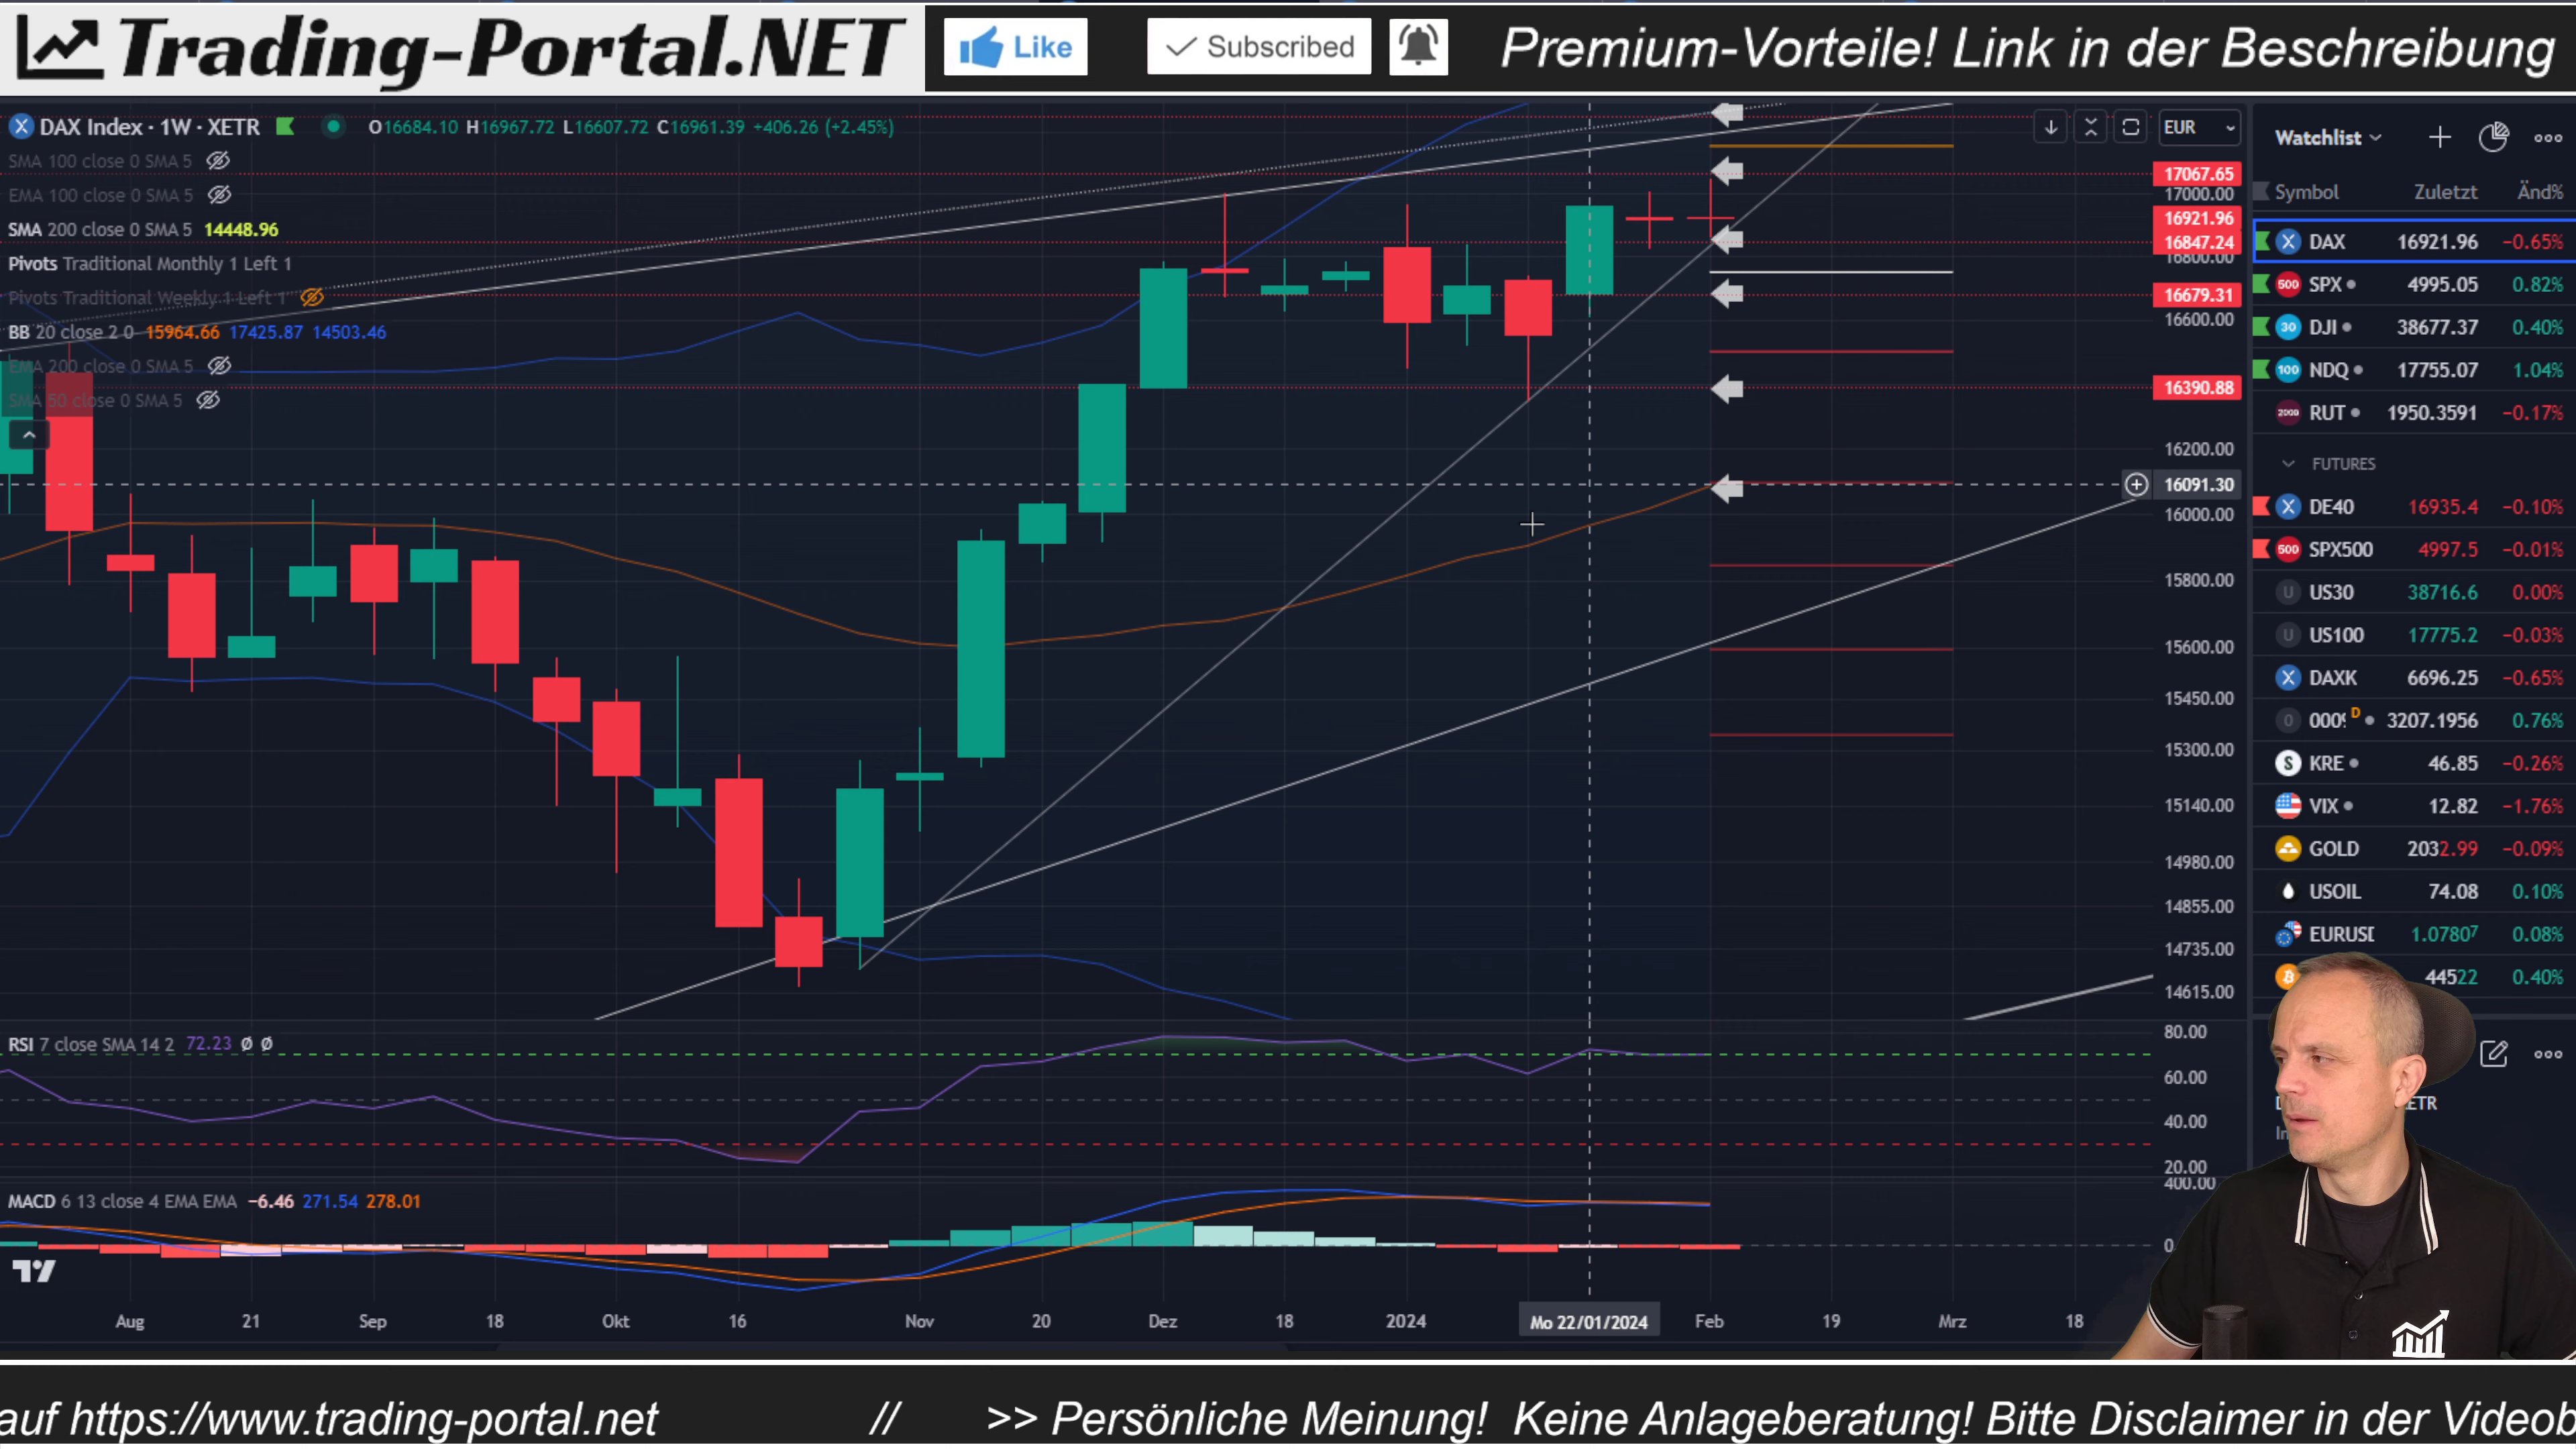 Trading-Portal.NET
Like
Subscribed
Premium-Vorteile! Link in der Beschreibung
DAX Index · 1W · XETR O16684.10 H16967.72 L16607.72 C16961.39 +406.26 (+2.45%)
SMA 100 close 0 SMA 5
EMA 100 close 0 SMA 5
SMA 200 close 0 SMA 5 14448.96
Pivots Traditional Monthly 1 Left 1
Pivots Traditional Weekly 1 Left 1
BB 20 close 2 0 15964.66 17425.87 14503.46
EMA 200 close 0 SMA 5
SMA 50 close 0 SMA 5
EUR
17067.65
17000.00
16921.96
16847.24
16800.00
16679.31
16600.00
16390.88
16200.00
16091.30
16000.00
15800.00
15600.00
15450.00
15300.00
15140.00
14980.00
14855.00
14735.00
14615.00
RSI 7 close SMA 14 2 72.23 Ø Ø
80.00
60.00
40.00
20.00
MACD 6 13 close 4 EMA EMA −6.46 271.54 278.01
400.00
0.
Aug 21 Sep 18 Okt 16 Nov 20 Dez 18 2024 Mo 22/01/2024 Feb 19 Mrz 18
Watchlist
Symbol Zuletzt Änd%
DAX 16921.96 −0.65%
500 SPX 4995.05 0.82%
30 DJI 38677.37 0.40%
100 NDQ 17755.07 1.04%
2000 RUT 1950.3591 −0.17%
FUTURES
DE40 16935.4 −0.10%
500 SPX500 4997.5 −0.01%
U US30 38716.6 0.00%
U US100 17775.2 −0.03%
DAXK 6696.25 −0.65%
0 000 D 3207.1956 0.76%
S KRE 46.85 −0.26%
VIX 12.82 −1.76%
GOLD 2032.99 −0.09%
USOIL 74.08 0.10%
EURUSD 1.07807 0.08%
44522 0.40%
ETR
In
auf https://www.trading-portal.net // >> Persönliche Meinung! Keine Anlageberatung! Bitte Disclaimer in der Videob